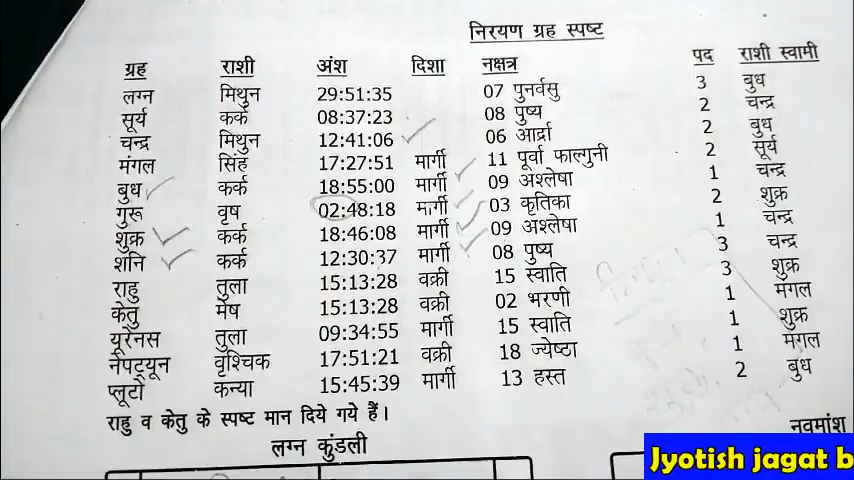 निरयण ग्रह स्पष्ट
ग्रह राशी अंश दिशा नक्षत्र पद राशी स्वामी
लग्न मिथुन 29:51:35 07 पुनर्वसु 3 बुध
सूर्य कर्क 08:37:23 08 पुष्य 2 चन्द्र
चन्द्र मिथुन 12:41:06 06 आर्द्रा 2 बुध
मंगल सिंह 17:27:51 मार्गी 11 पूर्वा फाल्गुनी 2 सूर्य
बुध कर्क 18:55:00 मार्गी 09 अश्लेषा 1 चन्द्र
गुरू वृष 02:48:18 मार्गी 03 कृतिका 2 शुक्र
शुक्र कर्क 18:46:08 मार्गी 09 अश्लेषा 1 चन्द्र
शनि कर्क 12:30:37 मार्गी 08 पुष्य 3 चन्द्र
राहु तुला 15:13:28 वक्री 15 स्वाति 3 शुक्र
केतु मेष 15:13:28 वक्री 02 भरणी 1 मंगल
यूरेनस तुला 09:34:55 मार्गी 15 स्वाति 1 शुक्र
नेपट्यून वृश्चिक 17:51:21 वक्री 18 ज्येष्ठा 1 मंगल
प्लूटो कन्या 15:45:39 मार्गी 13 हस्त 2 बुध
राहु व केतु के स्पष्ट मान दिये गये हैं।
लग्न कुंडली नवमांश
Jyotish jagat b